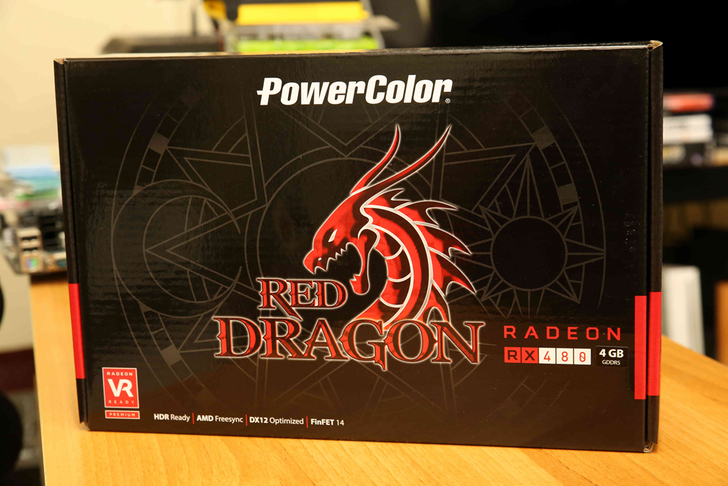 PowerColor®
RED
DRAGON
RADEON
RX 480 4 GB
GDDR5
RADEON
VR
READY
PREMIUM
HDR Ready | AMD Freesync | DX12 Optimized | FinFET 14